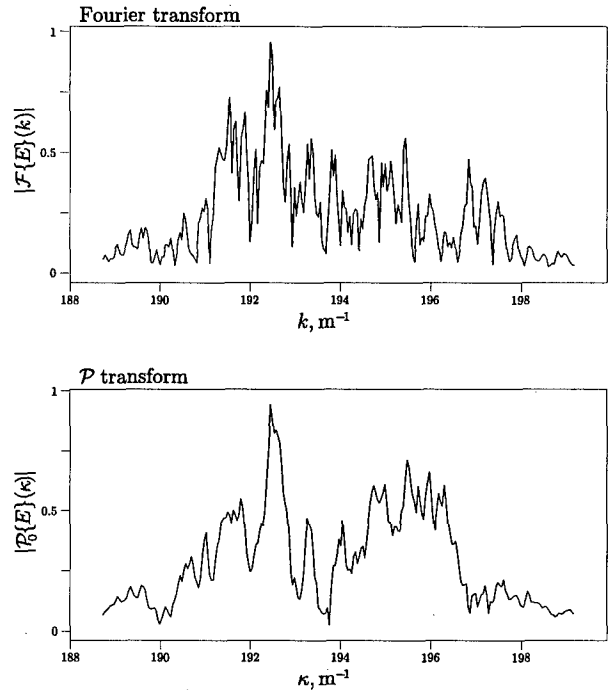 Fourier transform
1
0.5
0
|ℱ{E}(k)|
188 190 192 194 196 198
k, m⁻¹
𝒫 transform
1
0.5
0
|𝒫₀{E}(κ)|
188 190 192 194 196 198
κ, m⁻¹